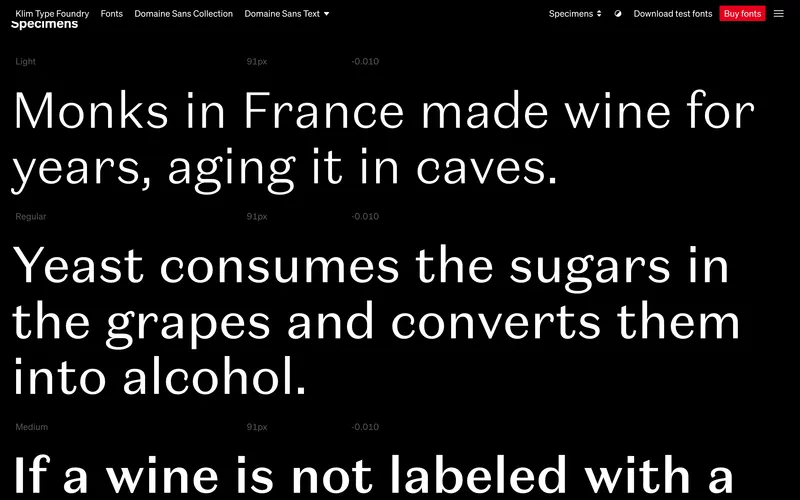 Klim Type Foundry Fonts Domaine Sans Collection Domaine Sans Text Specimens Download test fonts Buy fonts
Specimens
Light 91px -0.010
Monks in France made wine for
years, aging it in caves.
Regular 91px -0.010
Yeast consumes the sugars in
the grapes and converts them
into alcohol.
Medium 91px -0.010
If a wine is not labeled with a